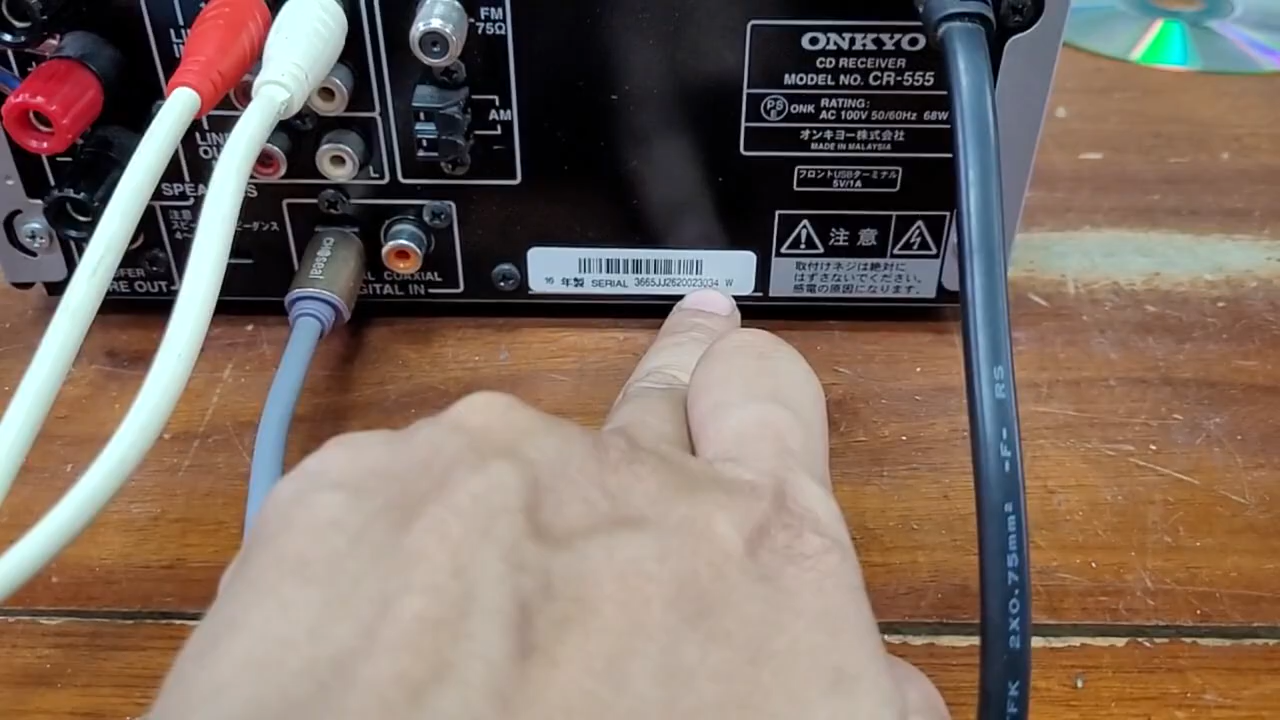 FM
75Ω
AM
SPEAKERS
COAXIAL
DIGITAL IN
ONKYO
CD RECEIVER
MODEL NO. CR-555
PS E ONK RATING:
AC 100V 50/60Hz 68W
オンキヨー株式会社
MADE IN MALAYSIA
フロントUSBターミナル
5V/1A
注意
取付けネジは絶対に
はずさないでください。
感電の原因になります。
16 年製 SERIAL 3665JJ2620023034 W
2X0.75mm² -F- RS